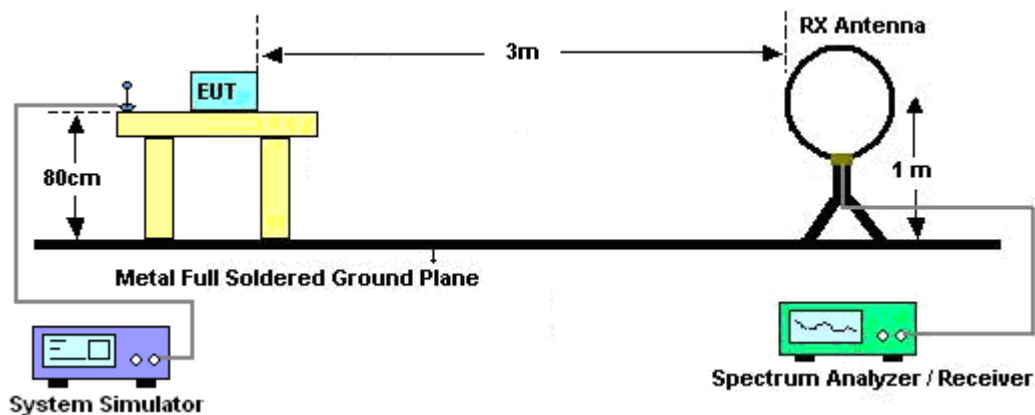 RX Antenna
3m
EUT
80cm
1 m
Metal Full Soldered Ground Plane
System Simulator
Spectrum Analyzer / Receiver